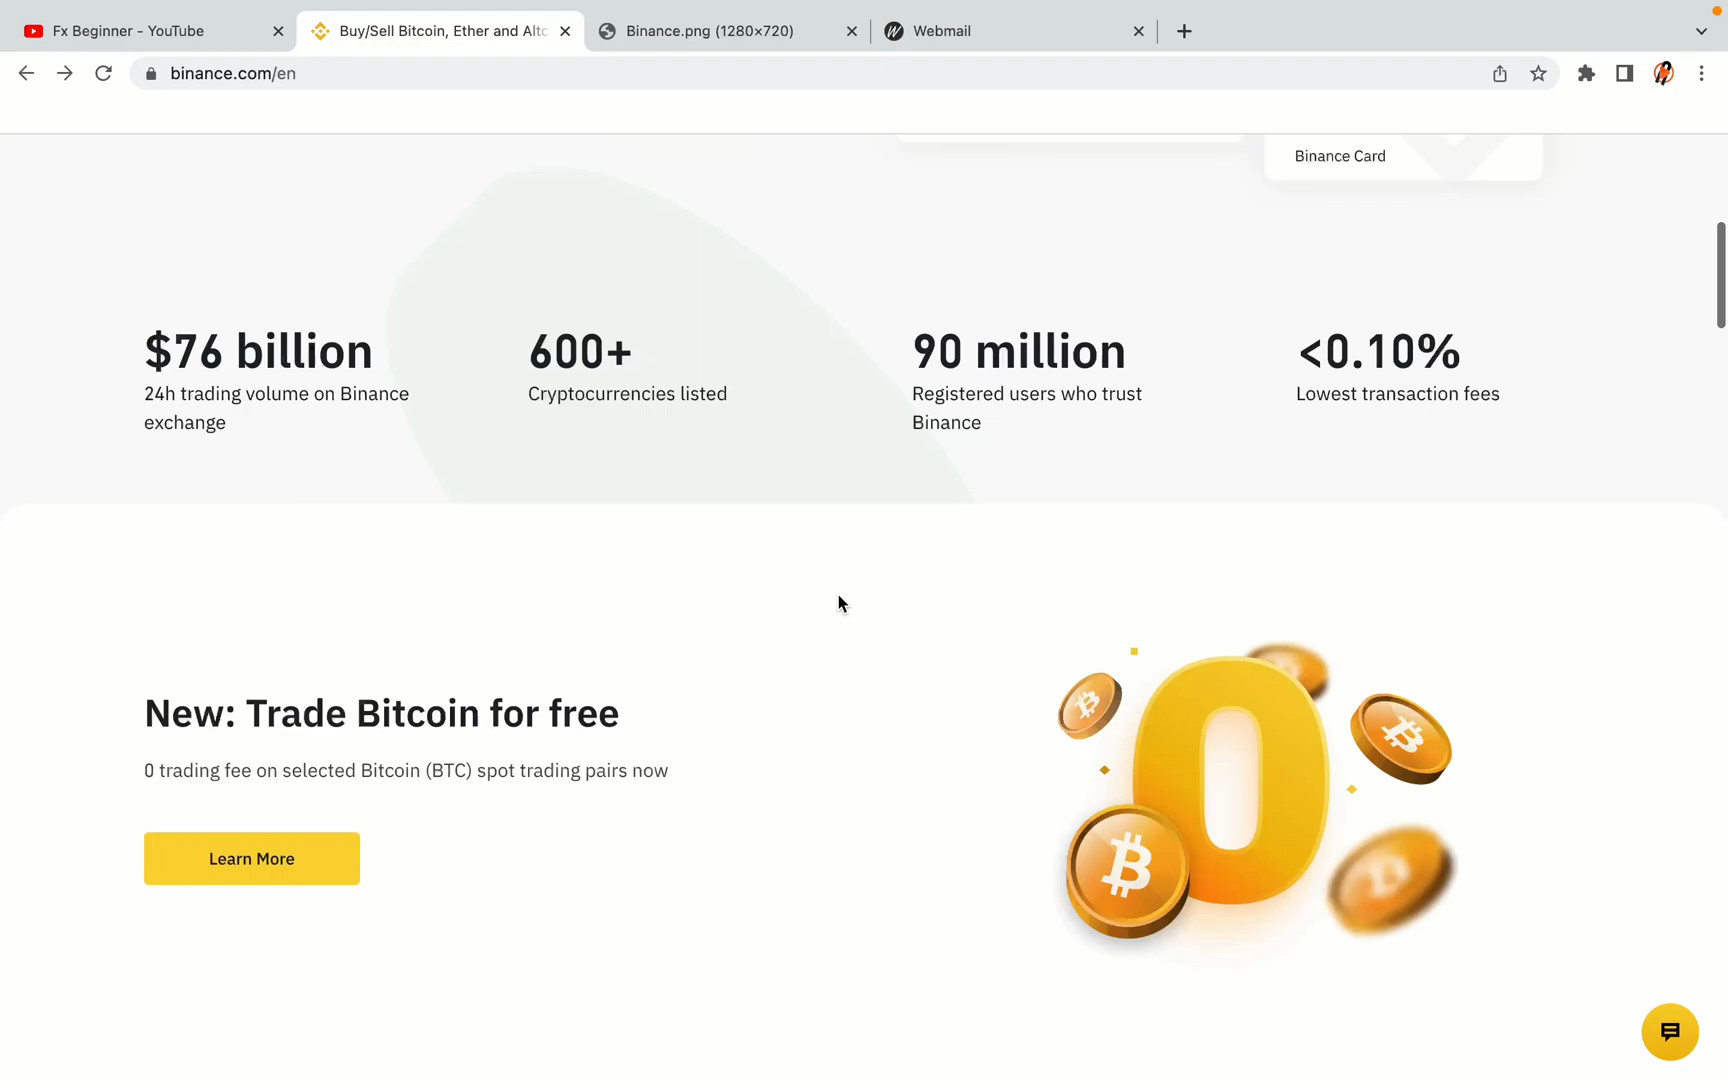 Fx Beginner - YouTube
Buy/Sell Bitcoin, Ether and Altc
Binance.png (1280×720)
Webmail
binance.com/en
Binance Card
$76 billion
24h trading volume on Binance
exchange
600+
Cryptocurrencies listed
90 million
Registered users who trust
Binance
<0.10%
Lowest transaction fees
New: Trade Bitcoin for free
0 trading fee on selected Bitcoin (BTC) spot trading pairs now
Learn More
0